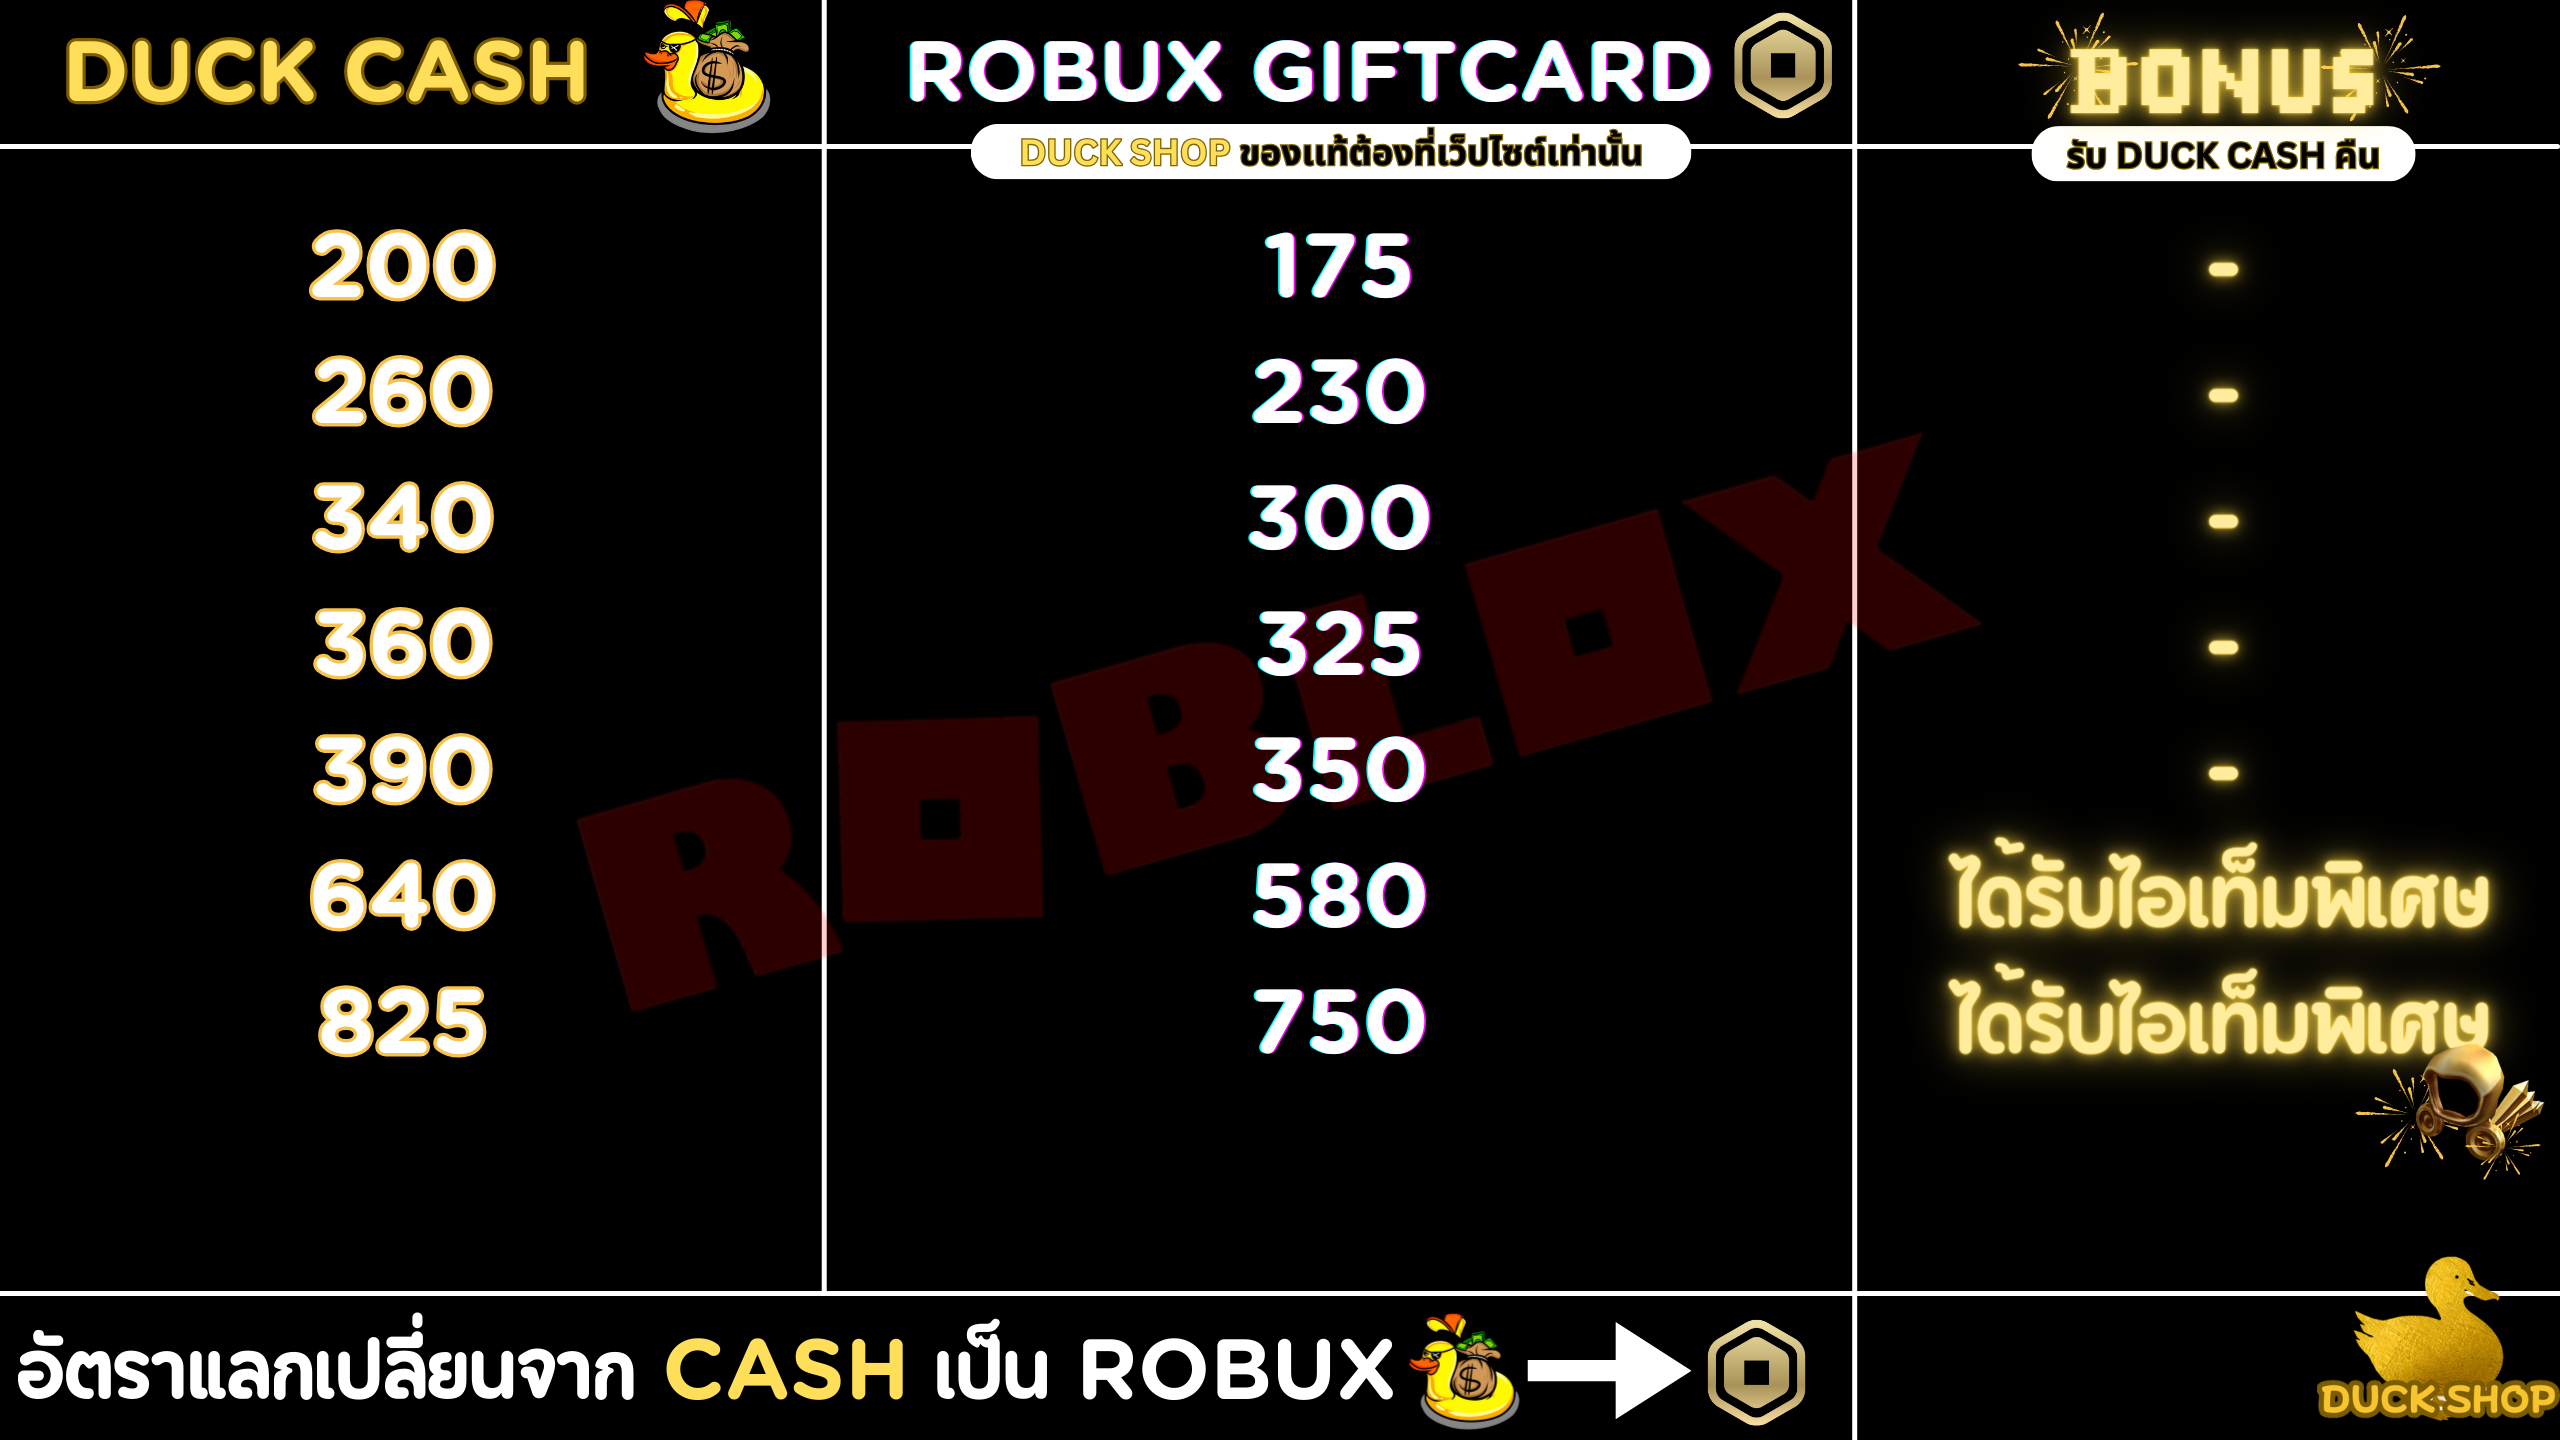 DUCK CASH
ROBUX GIFTCARD
BONUS
DUCK SHOP ของแท้ต้องที่เว็ปไซต์เท่านั้น
รับ DUCK CASH คืน
200 175 -
260 230 -
340 300 -
360 325 -
390 350 -
640 580 ได้รับไอเท็มพิเศษ
825 750 ได้รับไอเท็มพิเศษ
ROBLOX
อัตราแลกเปลี่ยนจาก CASH เป็น ROBUX
DUCK SHOP